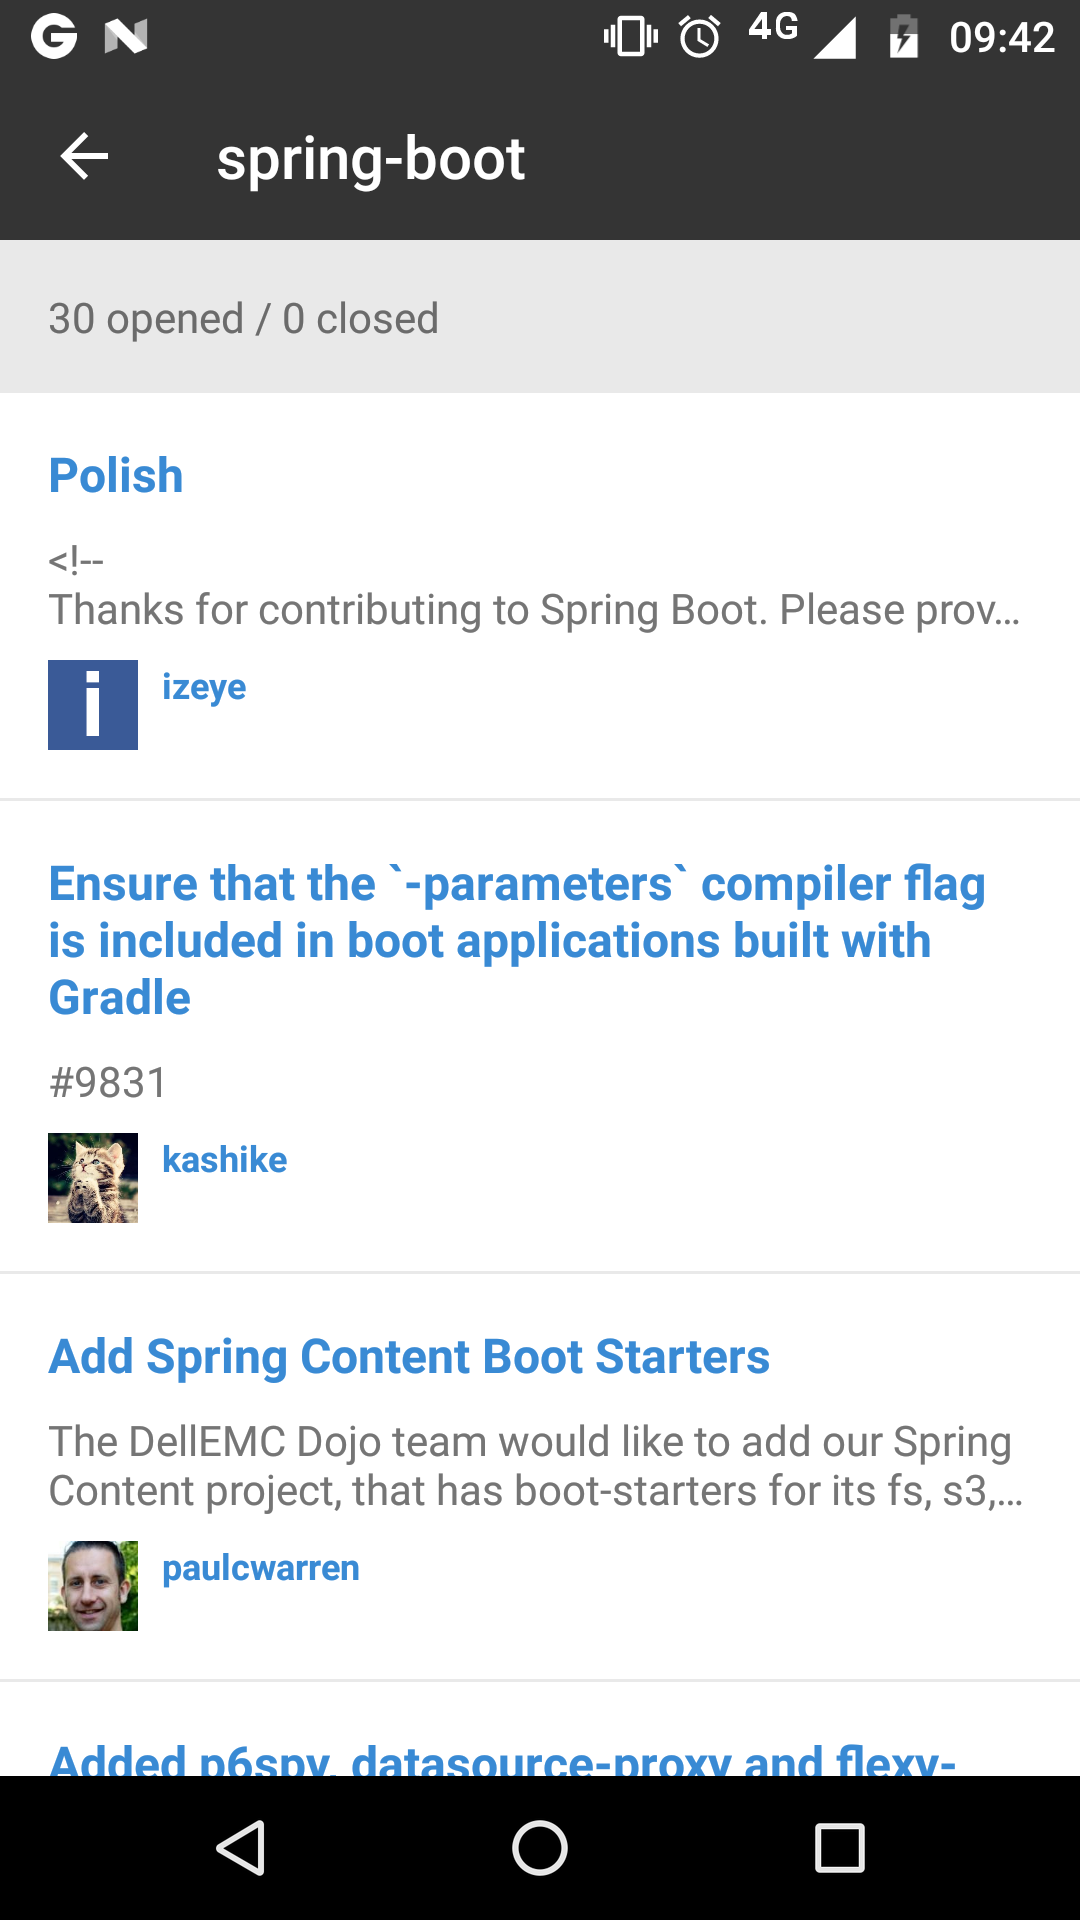 4G 09:42
spring-boot
30 opened / 0 closed
Polish
<!--
Thanks for contributing to Spring Boot. Please prov...
i
izeye
Ensure that the `-parameters` compiler flag
is included in boot applications built with
Gradle
#9831
kashike
Add Spring Content Boot Starters
The DellEMC Dojo team would like to add our Spring
Content project, that has boot-starters for its fs, s3,...
paulcwarren
Added p6spy, datasource-proxy and flexy-